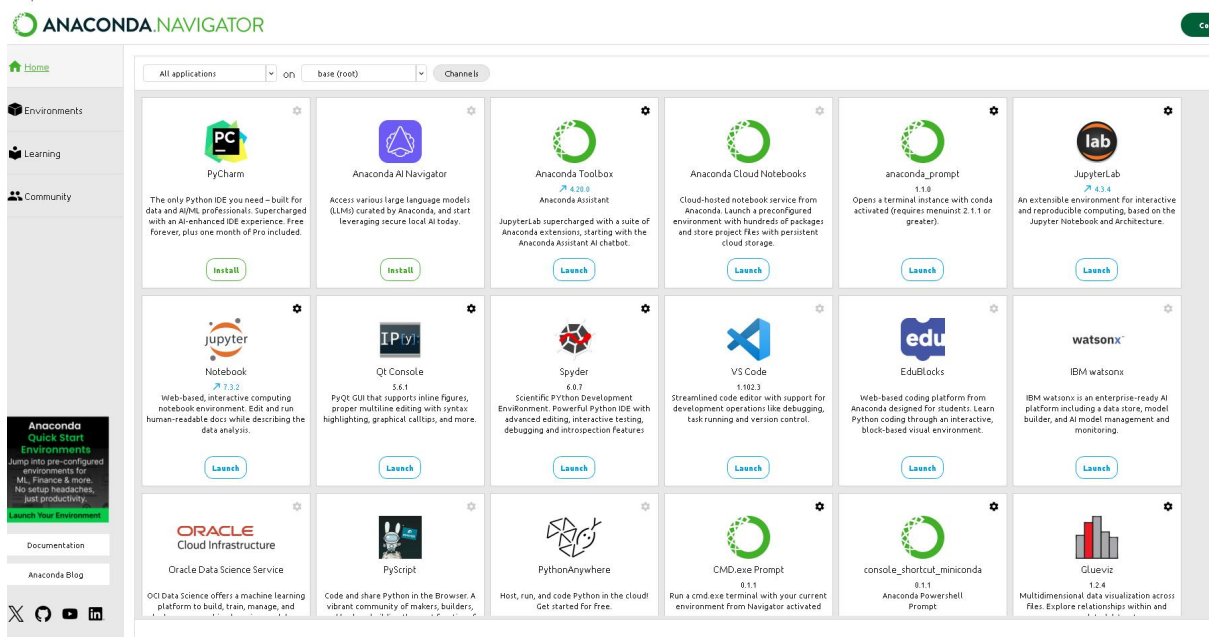 ANACONDA.NAVIGATOR
Co
Home
Environments
Learning
Community
All applications on base (root) Channels
PC
PyCharm
The only Python IDE you need – built for
data and AI/ML professionals. Supercharged
with an AI-enhanced IDE experience. Free
forever, plus one month of Pro included.
Install
Anaconda AI Navigator
Access various large language models
(LLMs) curated by Anaconda, and start
leveraging secure local AI today.
Install
Anaconda Toolbox
4.20.0
Anaconda Assistant
JupyterLab supercharged with a suite of
Anaconda extensions, starting with the
Anaconda Assistant AI chatbot.
Launch
Anaconda Cloud Notebooks
Cloud-hosted notebook service from
Anaconda. Launch a preconfigured
environment with hundreds of packages
and store project files with persistent
cloud storage.
Launch
anaconda_prompt
1.1.0
Opens a terminal instance with conda
activated (requires menuinst 2.1.1 or
greater).
Launch
lab
JupyterLab
4.3.4
An extensible environment for interactive
and reproducible computing, based on the
Jupyter Notebook and Architecture.
Launch
jupyter
Notebook
7.3.2
Web-based, interactive computing
notebook environment. Edit and run
human-readable docs while describing the
data analysis.
Launch
IP[y]:
Qt Console
5.6.1
PyQt GUI that supports inline figures,
proper multiline editing with syntax
highlighting, graphical calltips, and more.
Launch
Spyder
6.0.7
Scientific PYthon Development
EnviRonment. Powerful Python IDE with
advanced editing, interactive testing,
debugging and introspection features
Launch
VS Code
1.102.3
Streamlined code editor with support for
development operations like debugging,
task running and version control.
Launch
edu
EduBlocks
Web-based coding platform from
Anaconda designed for students. Learn
Python coding through an interactive,
block-based visual environment.
Launch
watsonx
IBM watsonx
IBM watsonx is an enterprise-ready AI
platform including a data store, model
builder, and AI model management and
monitoring.
Launch
ORACLE
Cloud Infrastructure
Oracle Data Science Service
OCI Data Science offers a machine learning
platform to build, train, manage, and
PyScript
Code and share Python in the Browser. A
vibrant community of makers, builders,
PythonAnywhere
Host, run, and code Python in the cloud!
Get started for free.
CMD.exe Prompt
0.1.1
Run a cmd.exe terminal with your current
environment from Navigator activated
console_shortcut_miniconda
0.1.1
Anaconda Powershell
Prompt
Glueviz
1.2.4
Multidimensional data visualization across
files. Explore relationships within and
Anaconda
Quick Start
Environments
Jump into pre-configured
environments for
ML, Finance & more.
No setup headaches,
just productivity.
Launch Your Environment
Documentation
Anaconda Blog